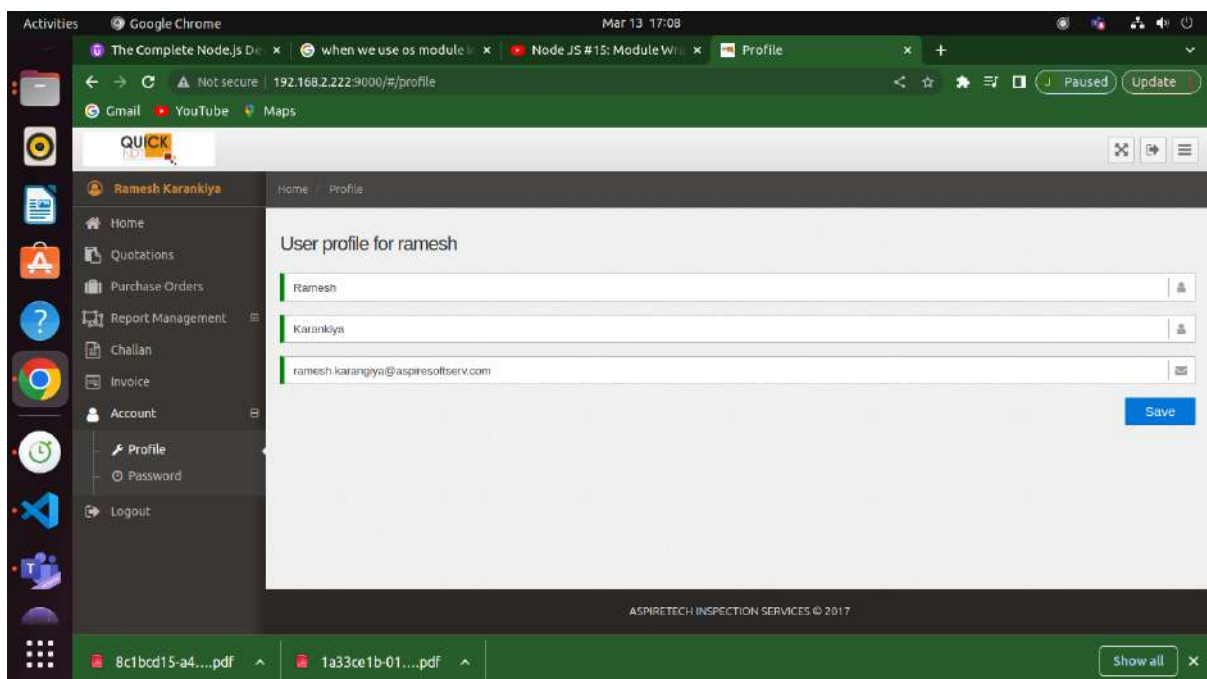 Activities Google Chrome Mar 13 17:08
The Complete Node.js De when we use os module in Node JS #15: Module Wra Profile
Not secure 192.168.2.222:9000/#/profile J Paused Update
Gmail YouTube Maps
QUICK
NDT
Ramesh Karankiya Home / Profile
Home
User profile for ramesh
Quotations
Purchase Orders
Ramesh
Report Management
Karankiya
Challan
ramesh.karangiya@aspiresoftserv.com
Invoice
Account
Save
Profile
Password
Logout
ASPIRETECH INSPECTION SERVICES © 2017
8c1bcd15-a4....pdf 1a33ce1b-01....pdf Show all